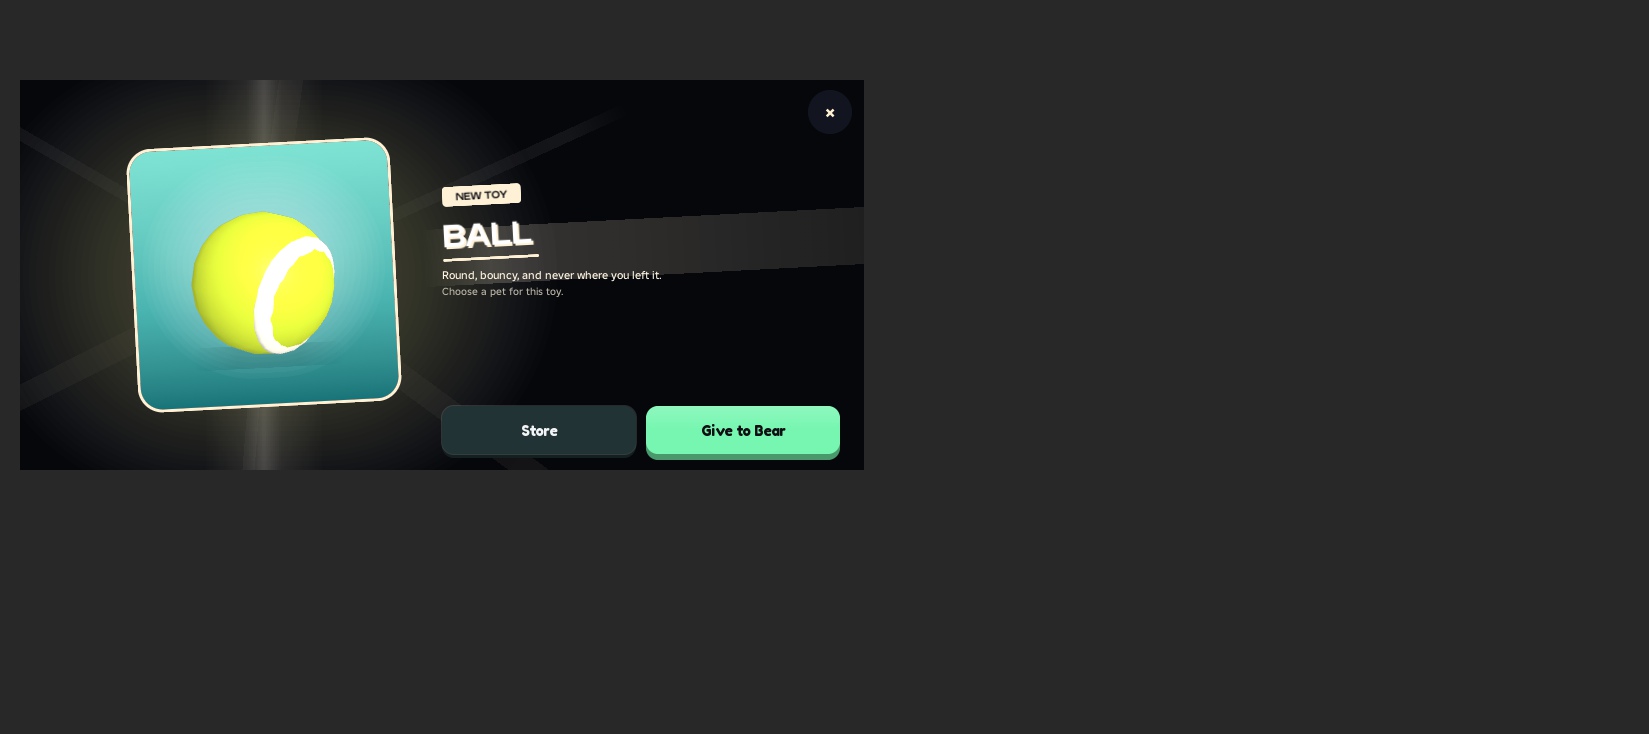 ×
NEW TOY
BALL
Round, bouncy, and never where you left it.
Choose a pet for this toy.
Store
Give to Bear